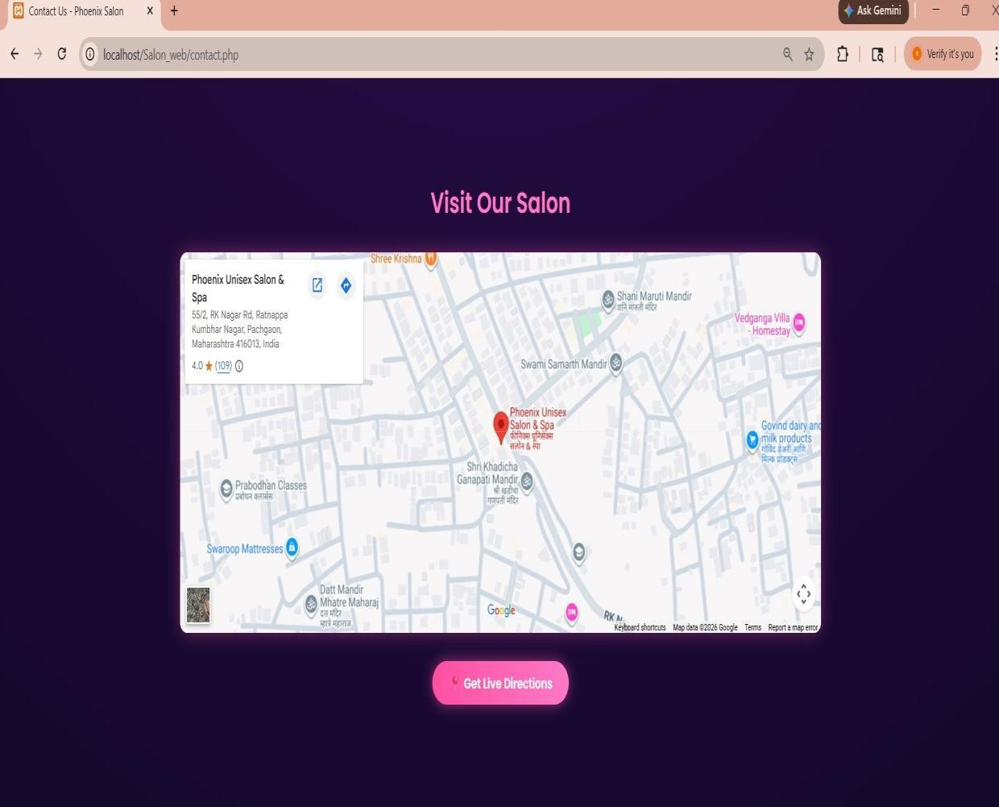 Contact Us - Phoenix Salon
Ask Gemini
localhost/Salon_web/contact.php
Verify it's you
Visit Our Salon
Phoenix Unisex Salon &
Spa
55/2, RK Nagar Rd, Ratnappa
Kumbhar Nagar, Pachgaon,
Maharashtra 416013, India
4.0 ★ (109)
Shree Krishna
Shani Maruti Mandir
शनि मारुती मंदिर
Vedganga Villa
- Homestay
Swami Samarth Mandir
Phoenix Unisex
Salon & Spa
फीनिक्स यूनिसेक्स
सलोन & स्पा
Govind dairy and
milk products
गोविंद डेअरी आणि
मिल्क प्रोडक्ट्स
Shri Khadicha
Ganapati Mandir
श्री खडीचा
गणपती मंदिर
Prabodhan Classes
प्रबोधन क्लासेस
Swaroop Mattresses
Datt Mandir
Mhatre Maharaj
दत्त मंदिर
म्हात्रे महाराज
Google
RK N
Keyboard shortcuts
Map data ©2026 Google
Terms
Report a map error
Get Live Directions